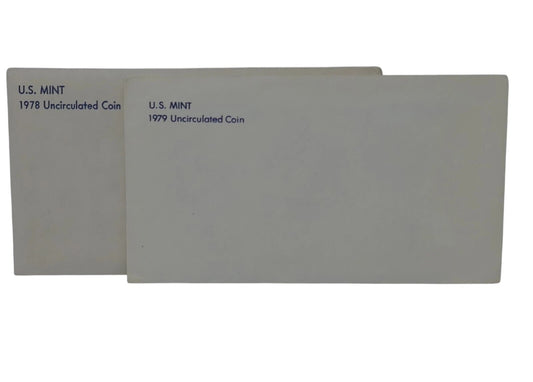 U.S. MINT
1978 Uncirculated Coin
U.S. MINT
1979 Uncirculated Coin